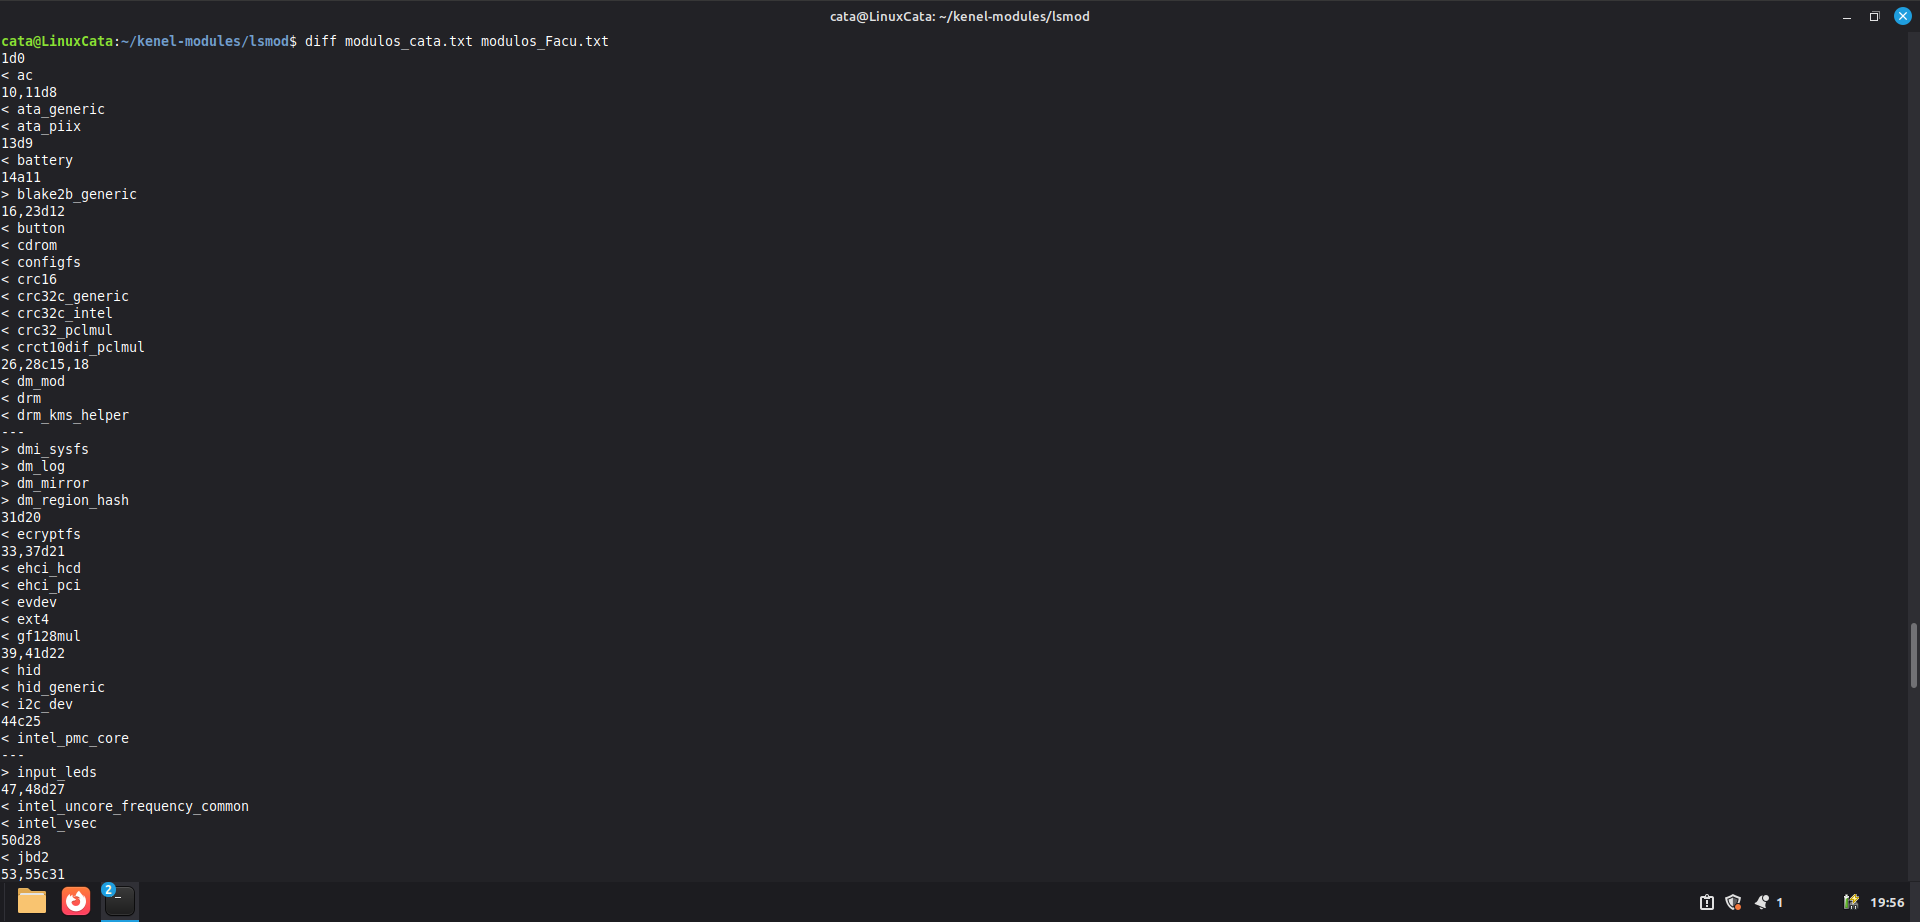 cata@LinuxCata: ~/kenel-modules/lsmod
cata@LinuxCata:~/kenel-modules/lsmod$ diff modulos_cata.txt modulos_Facu.txt
1d0
< ac
10,11d8
< ata_generic
< ata_piix
13d9
< battery
14a11
> blake2b_generic
16,23d12
< button
< cdrom
< configfs
< crc16
< crc32c_generic
< crc32c_intel
< crc32_pclmul
< crct10dif_pclmul
26,28c15,18
< dm_mod
< drm
< drm_kms_helper
---
> dmi_sysfs
> dm_log
> dm_mirror
> dm_region_hash
31d20
< ecryptfs
33,37d21
< ehci_hcd
< ehci_pci
< evdev
< ext4
< gf128mul
39,41d22
< hid
< hid_generic
< i2c_dev
44c25
< intel_pmc_core
---
> input_leds
47,48d27
< intel_uncore_frequency_common
< intel_vsec
50d28
< jbd2
53,55c31
2
1
19:56